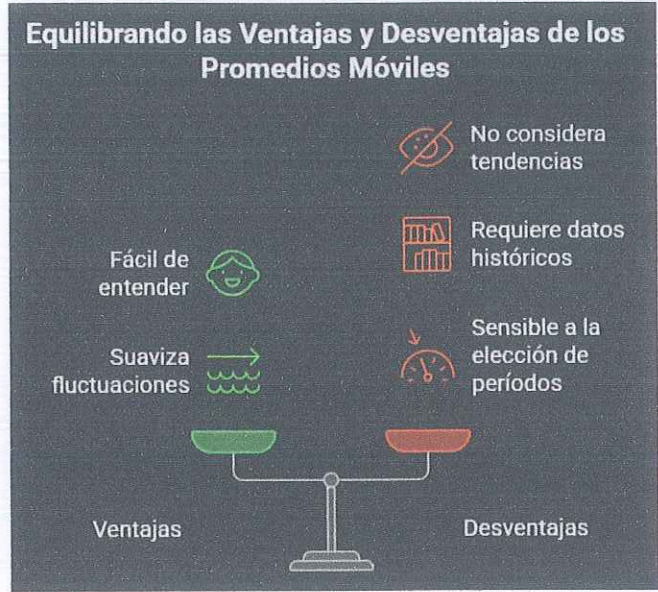 Equilibrando las Ventajas y Desventajas de los
Promedios Móviles
No considera
tendencias
Requiere datos
históricos
Fácil de
entender
Sensible a la
elección de
períodos
Suaviza
fluctuaciones
Ventajas
Desventajas